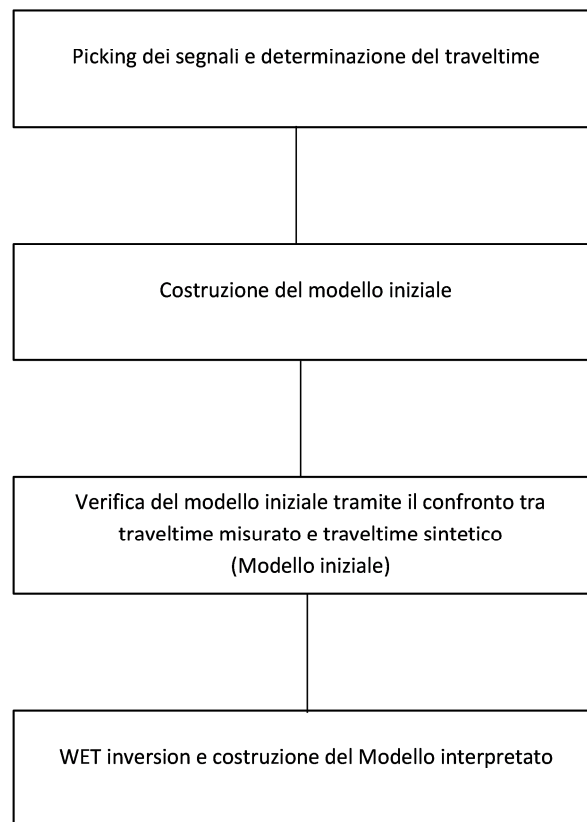 Picking dei segnali e determinazione del traveltime
Costruzione del modello iniziale
Verifica del modello iniziale tramite il confronto tra
traveltime misurato e traveltime sintetico
(Modello iniziale)
WET inversion e costruzione del Modello interpretato